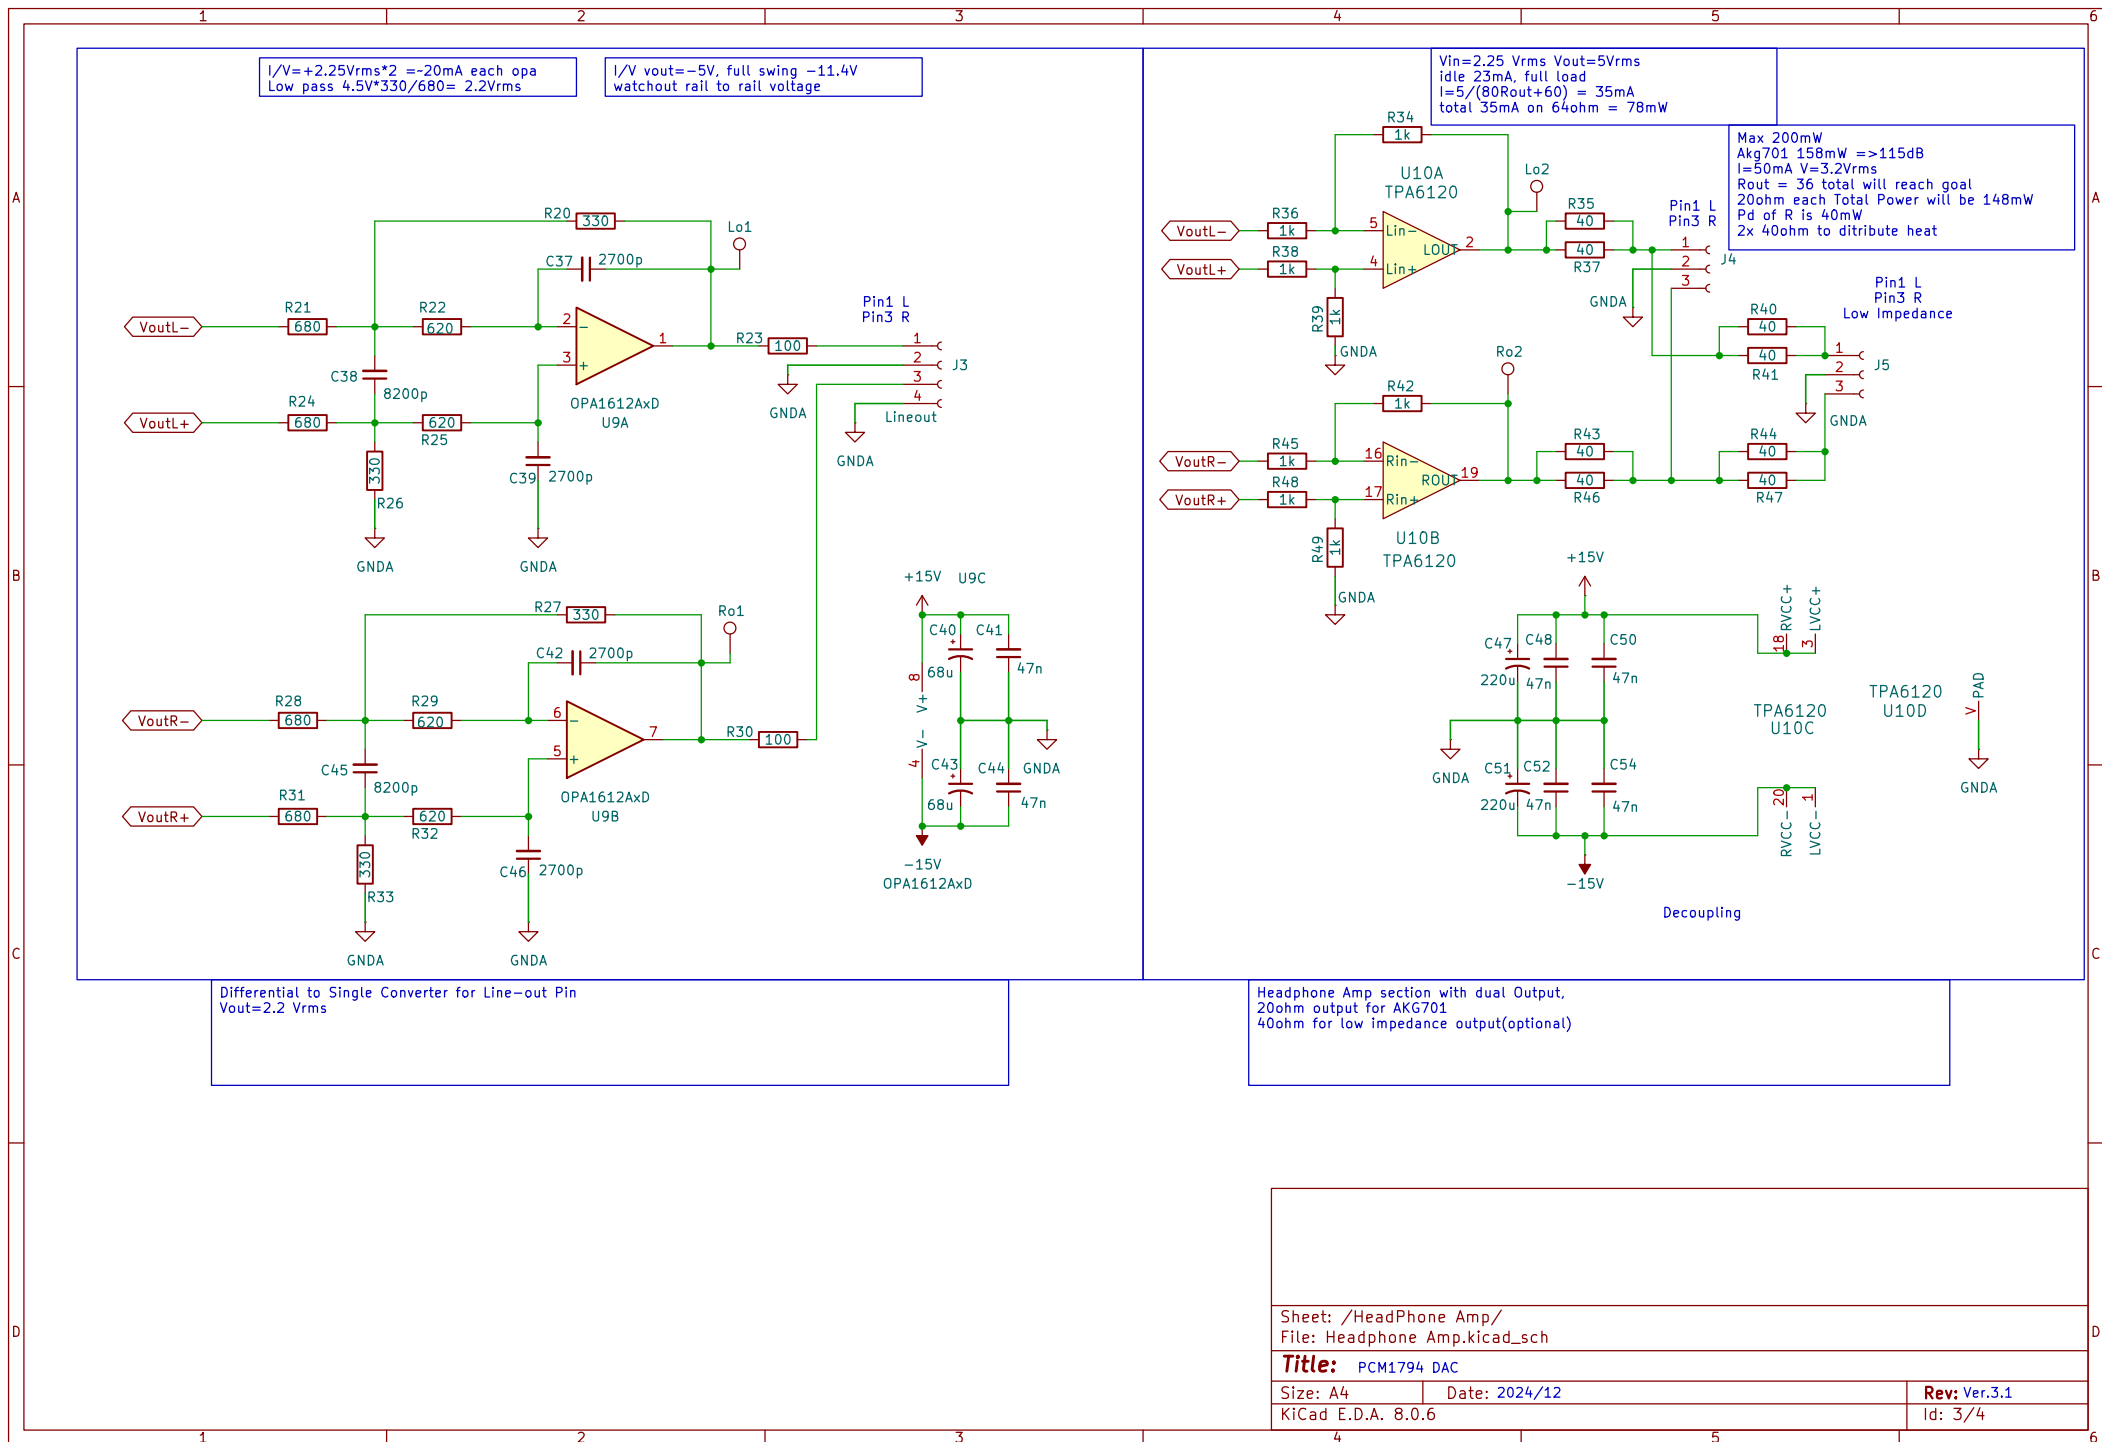 1 2 3 4 5 6
I/V=+2.25Vrms*2 =~20mA each opa
Low pass 4.5V*330/680= 2.2Vrms
I/V vout=-5V, full swing -11.4V
watchout rail to rail voltage
A
R20
330
Lo1
C37 2700p
R21
680
R22
620
VoutL-
2
-
3
+
1
OPA1612AxD
U9A
R23
100
Pin1 L
Pin3 R
1
2
3
4
J3
Lineout
GNDA
GNDA
C38
8200p
R24
680
VoutL+
620
R25
330
R26
C39 2700p
GNDA
GNDA
B
R27
330
Ro1
C42 2700p
R28
680
R29
620
VoutR-
6
-
5
+
7
OPA1612AxD
U9B
R30
100
C45
8200p
R31
680
VoutR+
620
R32
330
R33
C46 2700p
GNDA
GNDA
+15V
U9C
C40
+
68u
C41
47n
8
V+
V-
4
C43
+
68u
C44
47n
GNDA
-15V
OPA1612AxD
C
Differential to Single Converter for Line-out Pin
Vout=2.2 Vrms
Vin=2.25 Vrms Vout=5Vrms
idle 23mA, full load
I=5/(80Rout+60) = 35mA
total 35mA on 64ohm = 78mW
Max 200mW
Akg701 158mW =>115dB
I=50mA V=3.2Vrms
Rout = 36 total will reach goal
20ohm each Total Power will be 148mW
Pd of R is 40mW
2x 40ohm to ditribute heat
A
R34
1k
U10A
TPA6120
Lo2
VoutL-
R36
1k
5
Lin-
LOUT
2
VoutL+
R38
1k
4
Lin+
R39
1k
GNDA
R35
40
40
R37
Pin1 L
Pin3 R
1
2
3
J4
GNDA
Pin1 L
Pin3 R
Low Impedance
R40
40
40
R41
1
2
3
J5
GNDA
Ro2
R42
1k
VoutR-
R45
1k
16
Rin-
ROUT
19
VoutR+
R48
1k
17
Rin+
R49
1k
GNDA
U10B
TPA6120
R43
40
40
R46
R44
40
40
R47
B
+15V
C47
+
220u
C48
47n
C50
47n
18
RVCC+
3
LVCC+
GNDA
C51
+
220u
C52
47n
C54
47n
20
RVCC-
1
LVCC-
-15V
TPA6120
U10C
TPA6120
U10D
V
PAD
GNDA
Decoupling
C
Headphone Amp section with dual Output,
20ohm output for AKG701
40ohm for low impedance output(optional)
D
D
Sheet: /HeadPhone Amp/
File: Headphone Amp.kicad_sch
Title: PCM1794 DAC
Size: A4 Date: 2024/12 Rev: Ver.3.1
KiCad E.D.A. 8.0.6 Id: 3/4
1 2 3 4 5 6